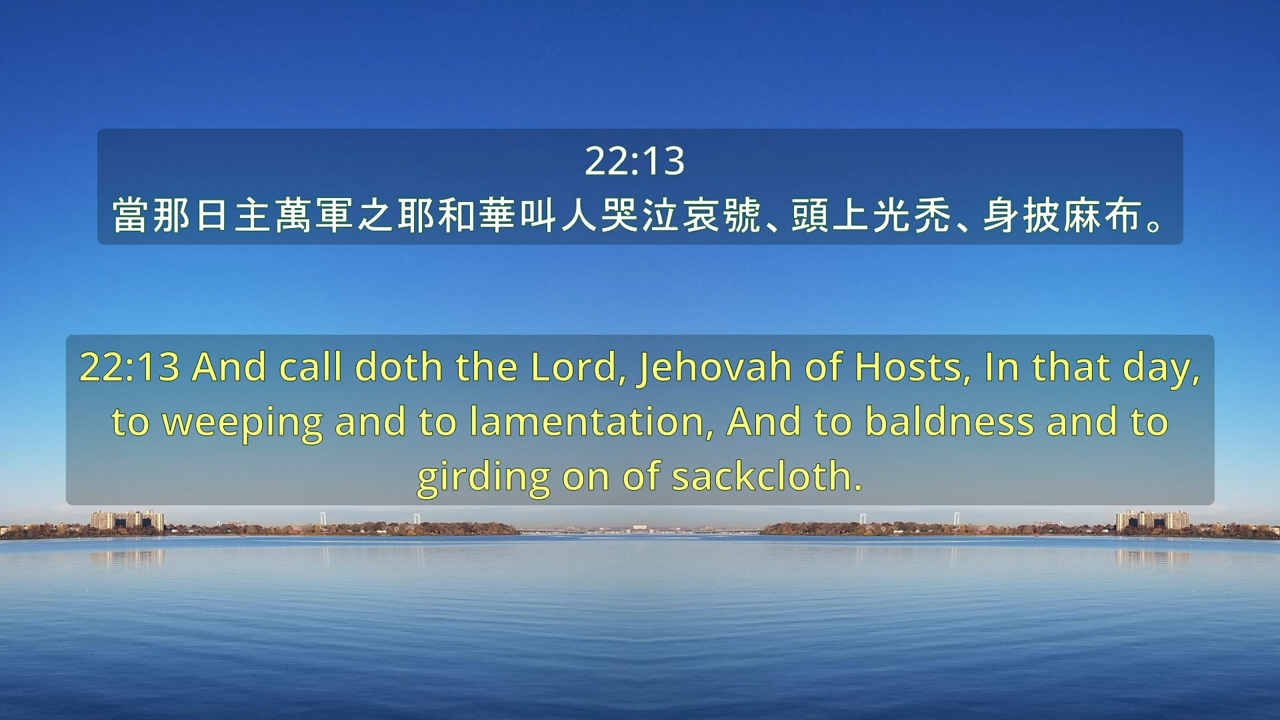 22:13
當那日主萬軍之耶和華叫人哭泣哀號、頭上光禿、身披麻布。
22:13 And call doth the Lord, Jehovah of Hosts, In that day,
to weeping and to lamentation, And to baldness and to
girding on of sackcloth.